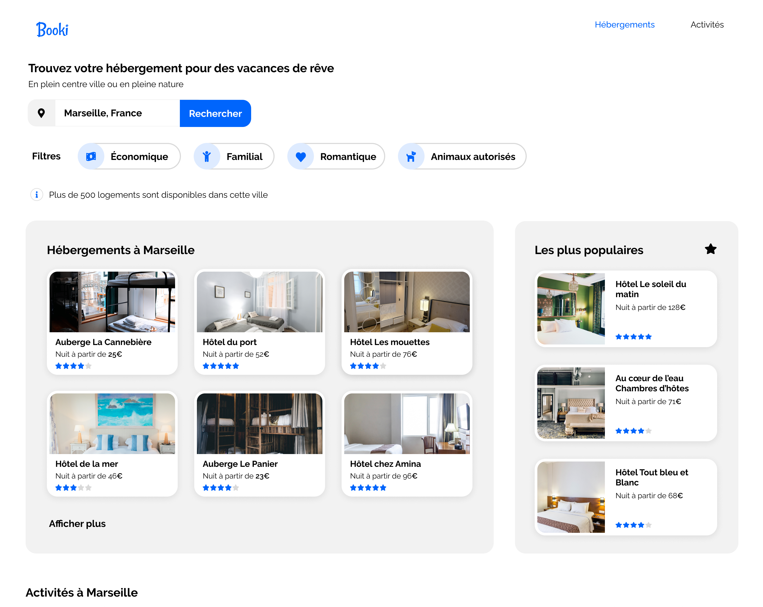 Booki
Hébergements
Activités
Trouvez votre hébergement pour des vacances de rêve
En plein centre ville ou en pleine nature
Marseille, France
Rechercher
Filtres
Économique
Familial
Romantique
Animaux autorisés
i
Plus de 500 logements sont disponibles dans cette ville
Hébergements à Marseille
Auberge La Cannebière
Nuit à partir de 25€
Hôtel du port
Nuit à partir de 52€
Hôtel Les mouettes
Nuit à partir de 76€
Hôtel de la mer
Nuit à partir de 46€
Auberge Le Panier
Nuit à partir de 23€
Hôtel chez Amina
Nuit à partir de 96€
Afficher plus
Les plus populaires
Hôtel Le soleil du
matin
Nuit à partir de 128€
Au cœur de l'eau
Chambres d'hôtes
Nuit à partir de 71€
Hôtel Tout bleu et
Blanc
Nuit à partir de 68€
Activités à Marseille